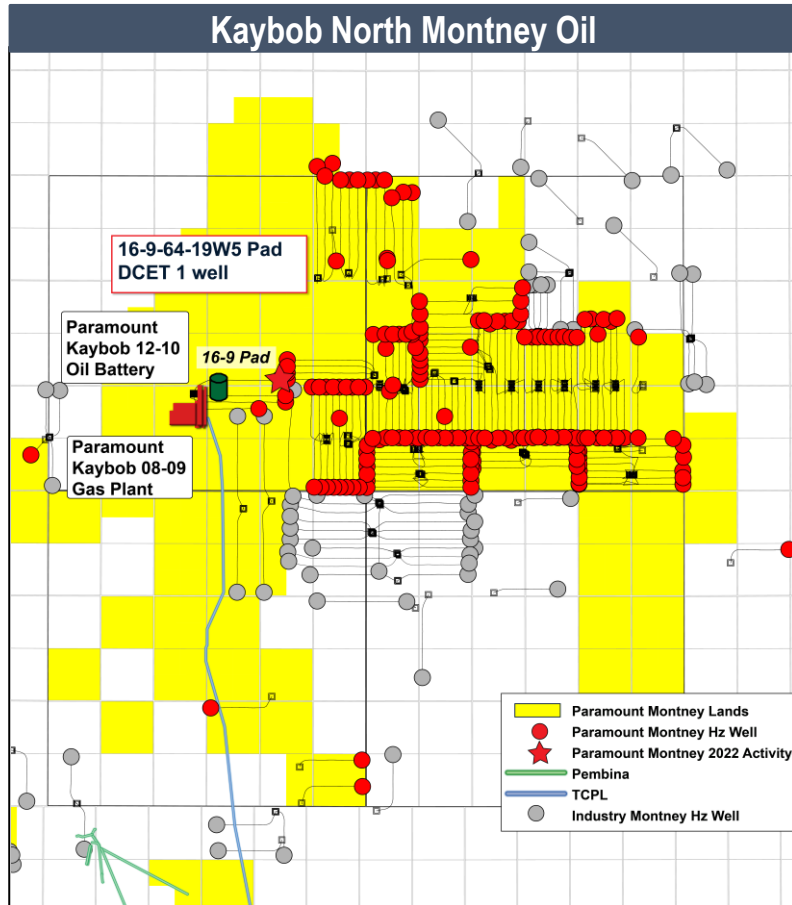 Kaybob North Montney Oil
16-9-64-19W5 Pad
DCET 1 well
Paramount
Kaybob 12-10
Oil Battery
16-9 Pad
Paramount
Kaybob 08-09
Gas Plant
Paramount Montney Lands
Paramount Montney Hz Well
Paramount Montney 2022 Activity
Pembina
TCPL
Industry Montney Hz Well